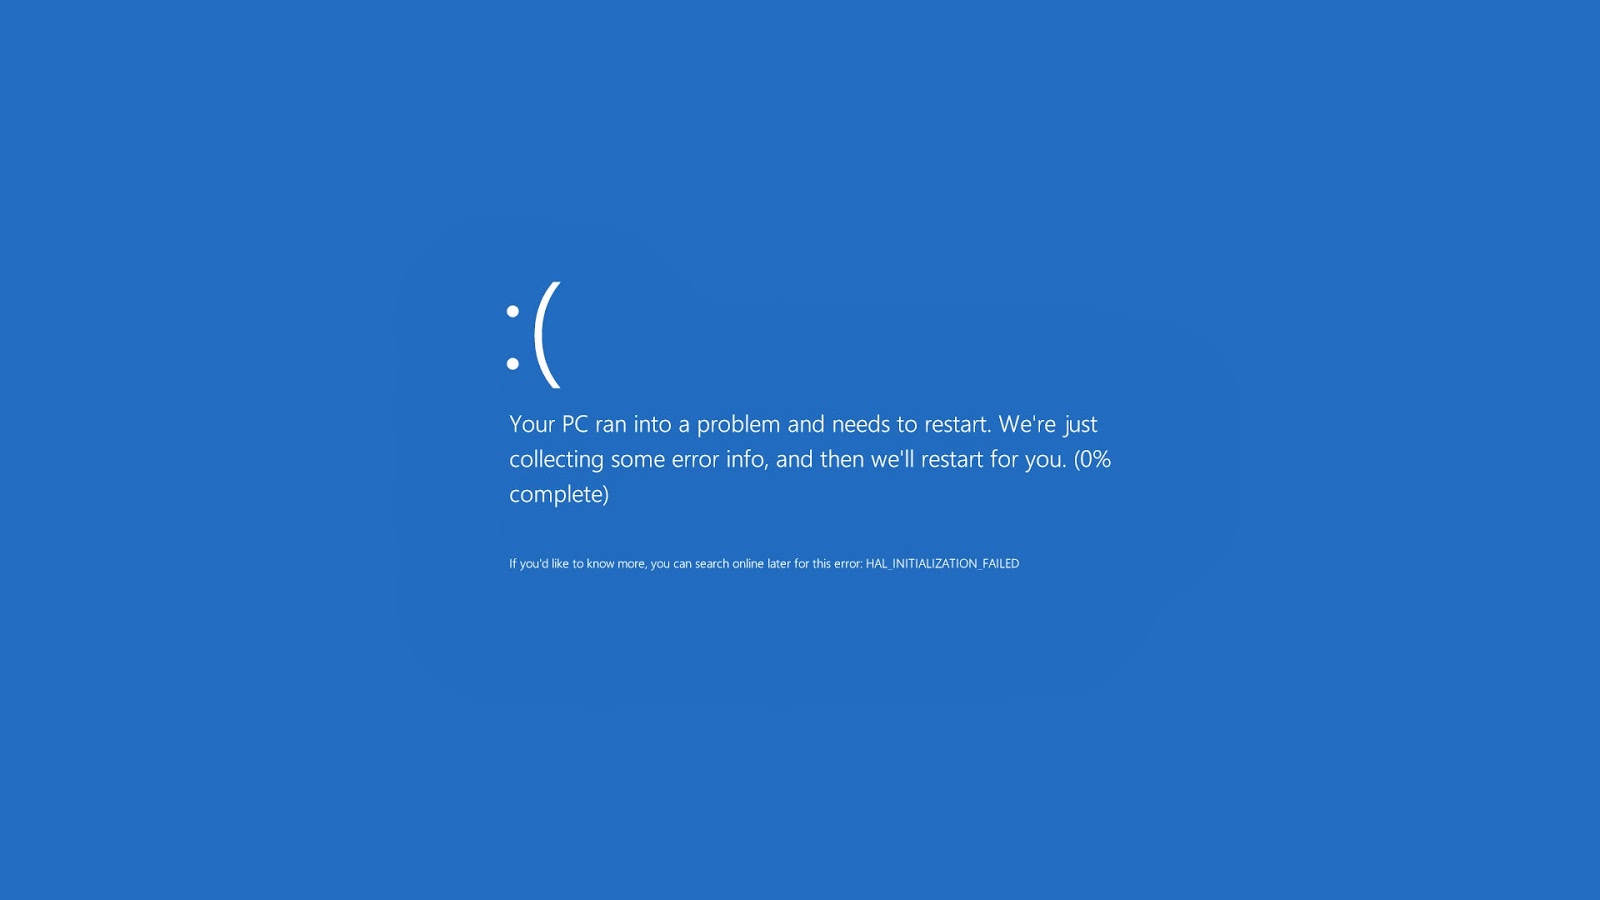 :(
Your PC ran into a problem and needs to restart. We're just
collecting some error info, and then we'll restart for you. (0%
complete)
If you'd like to know more, you can search online later for this error: HAL_INITIALIZATION_FAILED